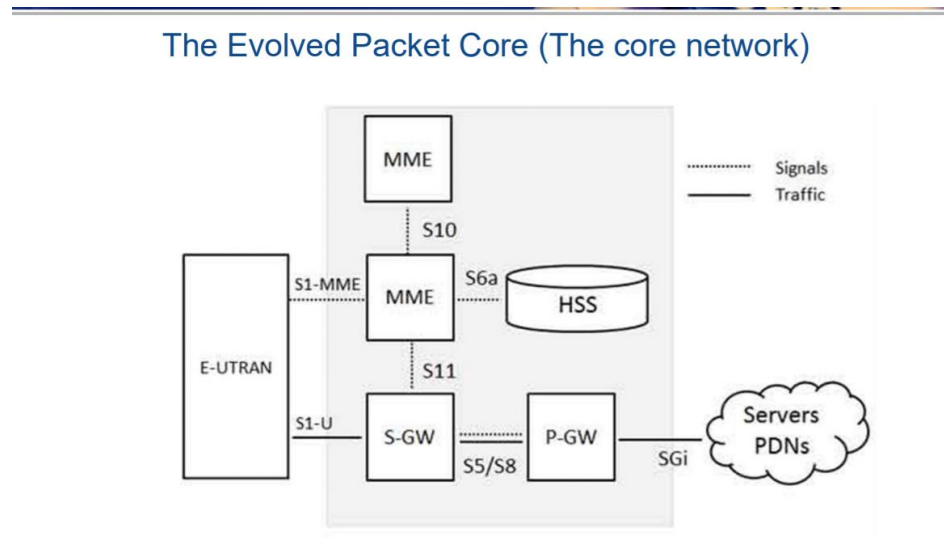 The Evolved Packet Core (The core network)
MME
Signals
Traffic
S10
S1-MME
MME
S6a
HSS
E-UTRAN
S11
S1-U
S-GW
S5/S8
P-GW
SGi
Servers
PDNs